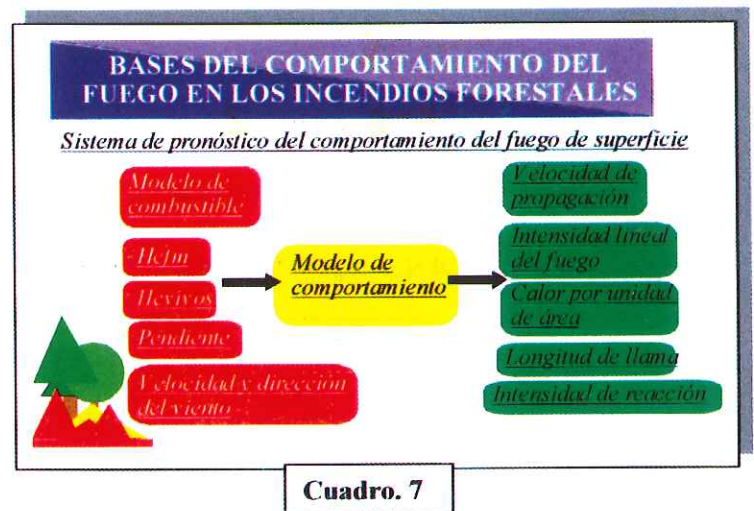 BASES DEL COMPORTAMIENTO DEL
FUEGO EN LOS INCENDIOS FORESTALES
Sistema de pronóstico del comportamiento del fuego de superficie
Modelo de
combustible
Hcfm
Hcvivos
Pendiente
Velocidad y dirección
del viento
Modelo de
comportamiento
Velocidad de
propagación
Intensidad lineal
del fuego
Calor por unidad
de área
Longitud de llama
Intensidad de reacción
Cuadro. 7